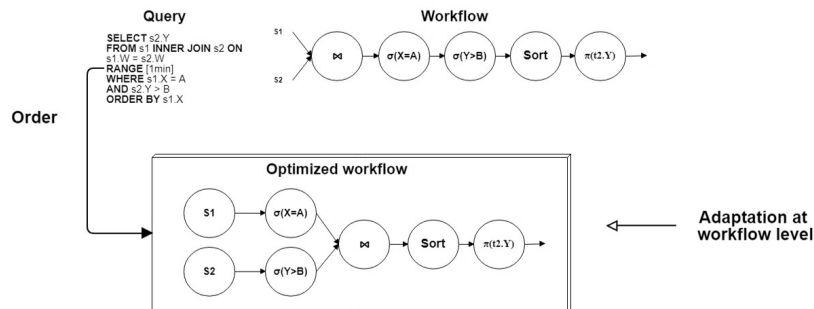 Query
SELECT s2.Y
FROM s1 INNER JOIN s2 ON
s1.W = s2.W
RANGE [1min]
WHERE s1.X = A
AND s2.Y > B
ORDER BY s1.X
Workflow
S1
S2
⋈
σ(X=A)
σ(Y>B)
Sort
π(t2.Y)
Order
Optimized workflow
S1
σ(X=A)
S2
σ(Y>B)
⋈
Sort
π(t2.Y)
Adaptation at
workflow level